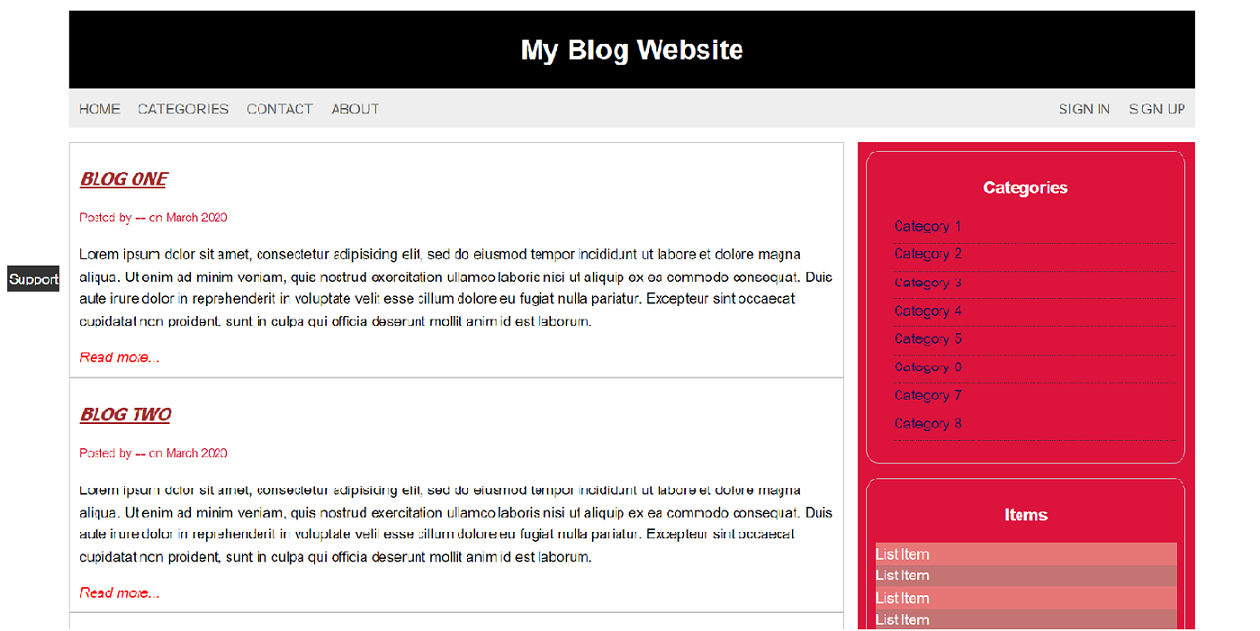 My Blog Website
HOME CATEGORIES CONTACT ABOUT SIGN IN SIGN UP
BLOG ONE
Posted by -- on March 2020
Lorem ipsum dolor sit amet, consectetur adipisicing elit, sed do eiusmod tempor incididunt ut labore et dolore magna
aliqua. Ut enim ad minim veniam, quis nostrud exercitation ullamco laboris nisi ut aliquip ex ea commodo consequat. Duis
aute irure dolor in reprehenderit in voluptate velit esse cillum dolore eu fugiat nulla pariatur. Excepteur sint occaecat
cupidatat non proident, sunt in culpa qui officia deserunt mollit anim id est laborum.
Read more...
BLOG TWO
Posted by -- on March 2020
Lorem ipsum dolor sit amet, consectetur adipisicing elit, sed do eiusmod tempor incididunt ut labore et dolore magna
aliqua. Ut enim ad minim veniam, quis nostrud exercitation ullamco laboris nisi ut aliquip ex ea commodo consequat. Duis
aute irure dolor in reprehenderit in voluptate velit esse cillum dolore eu fugiat nulla pariatur. Excepteur sint occaecat
cupidatat non proident, sunt in culpa qui officia deserunt mollit anim id est laborum.
Read more...
Support
Categories
Category 1
Category 2
Category 3
Category 4
Category 5
Category 6
Category 7
Category 8
Items
List Item
List Item
List Item
List Item